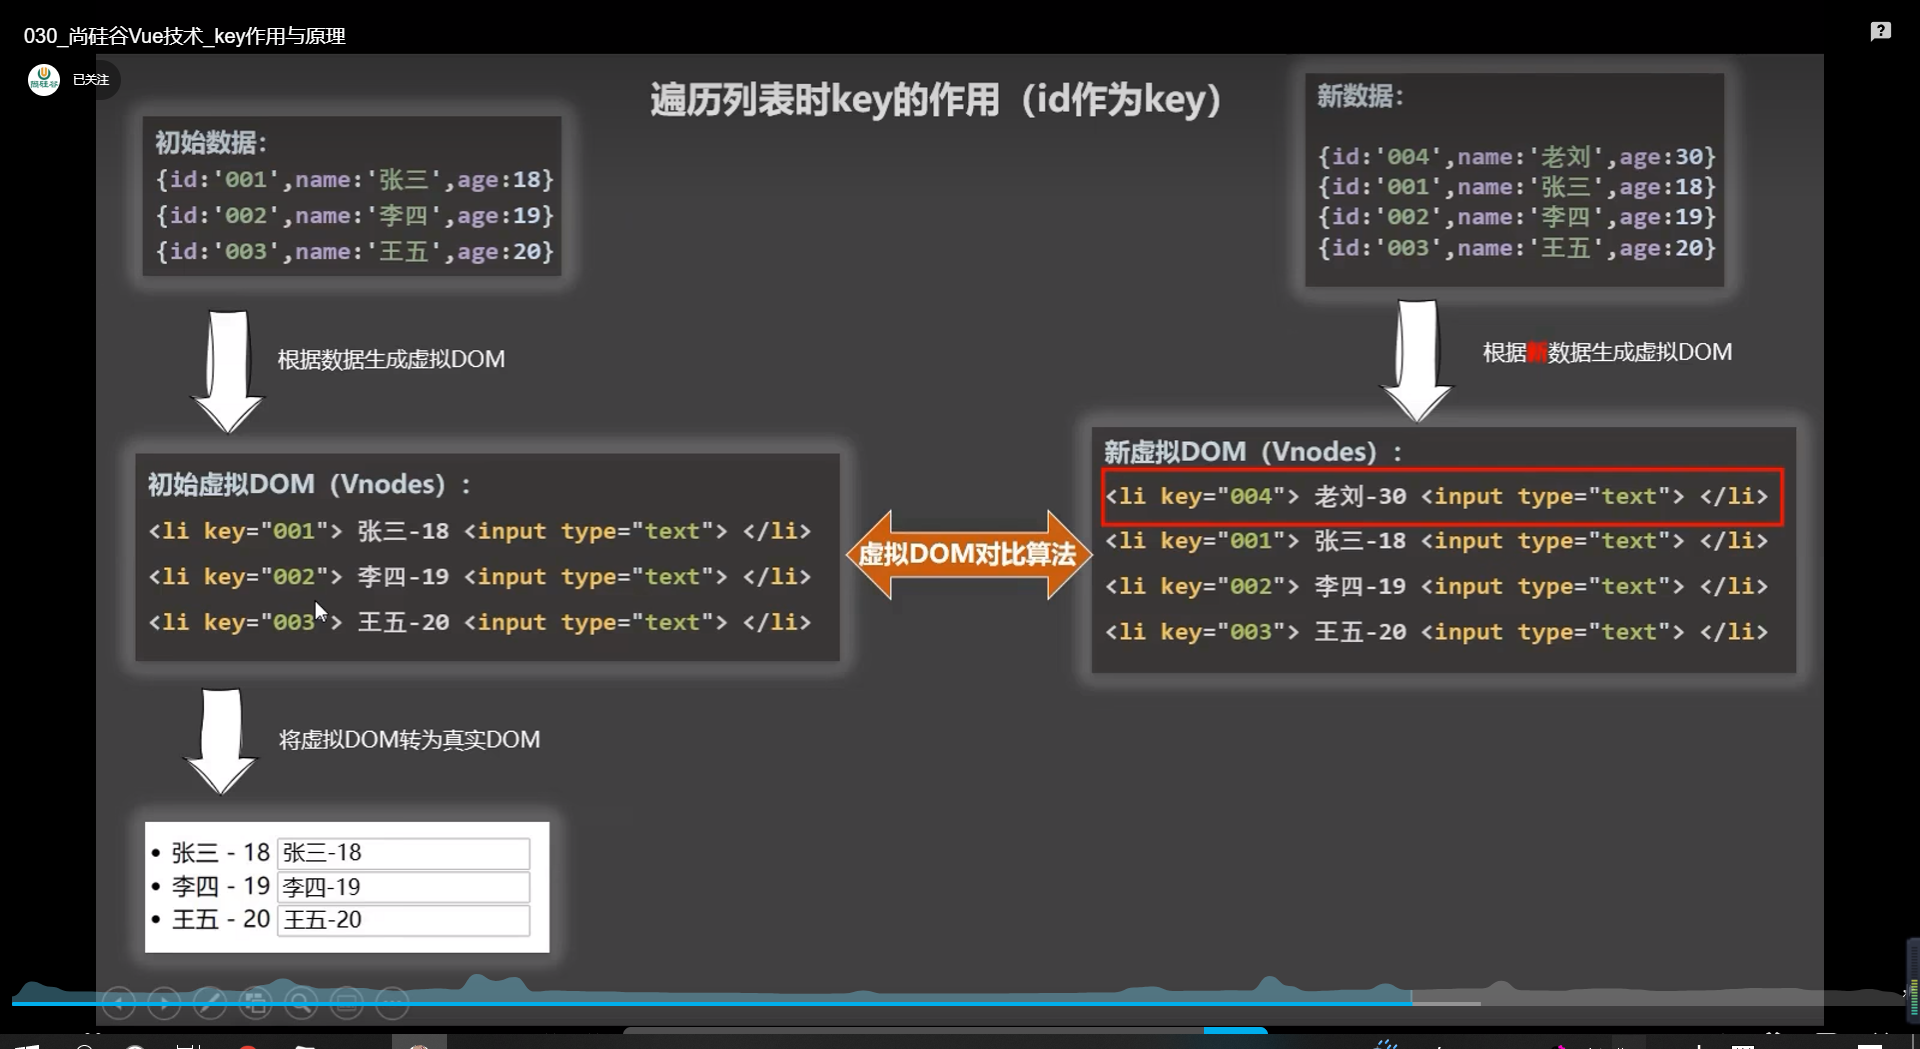 030_尚硅谷Vue技术_key作用与原理
已关注
遍历列表时key的作用（id作为key）
初始数据：
{id:'001',name:'张三',age:18}
{id:'002',name:'李四',age:19}
{id:'003',name:'王五',age:20}
新数据：
{id:'004',name:'老刘',age:30}
{id:'001',name:'张三',age:18}
{id:'002',name:'李四',age:19}
{id:'003',name:'王五',age:20}
根据数据生成虚拟DOM
根据新数据生成虚拟DOM
初始虚拟DOM（Vnodes）：
<li key="001"> 张三-18 <input type="text"> </li>
<li key="002"> 李四-19 <input type="text"> </li>
<li key="003"> 王五-20 <input type="text"> </li>
虚拟DOM对比算法
新虚拟DOM（Vnodes）：
<li key="004"> 老刘-30 <input type="text"> </li>
<li key="001"> 张三-18 <input type="text"> </li>
<li key="002"> 李四-19 <input type="text"> </li>
<li key="003"> 王五-20 <input type="text"> </li>
将虚拟DOM转为真实DOM
张三 - 18 张三-18
李四 - 19 李四-19
王五 - 20 王五-20